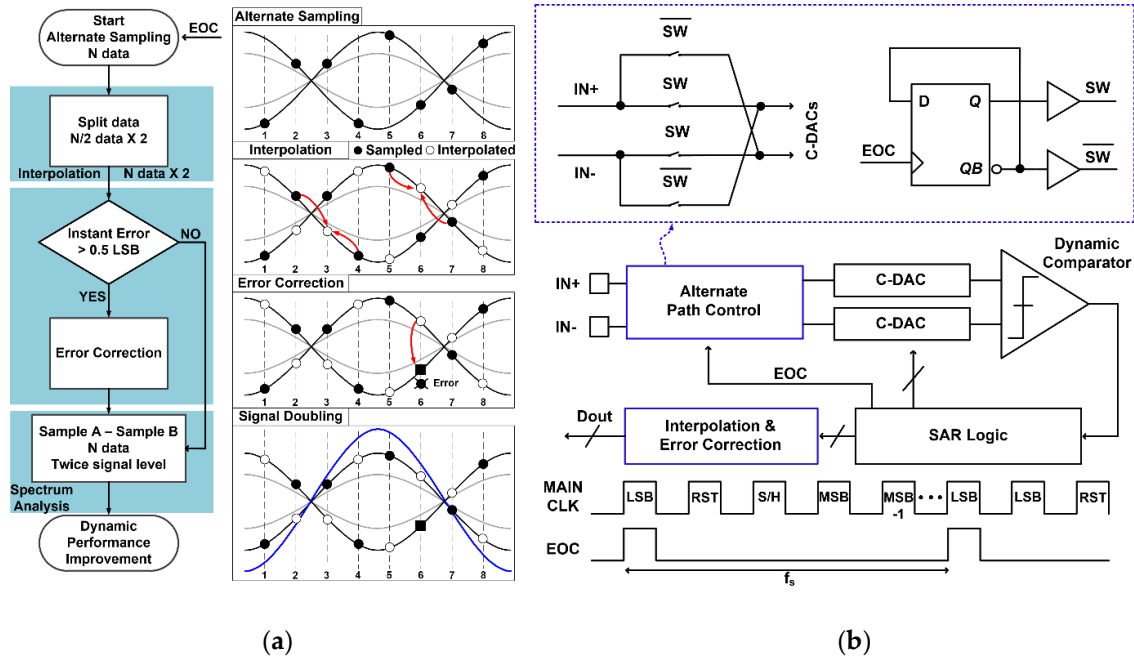 Start
Alternate Sampling
N data
EOC
Split data
N/2 data X 2
Interpolation
N data X 2
Instant Error
> 0.5 LSB
NO
YES
Error Correction
Sample A – Sample B
N data
Twice signal level
Spectrum
Analysis
Dynamic
Performance
Improvement
Alternate Sampling
1 2 3 4 5 6 7 8
Interpolation
Sampled
Interpolated
1 2 3 4 5 6 7 8
Error Correction
Error
1 2 3 4 5 6 7 8
Signal Doubling
1 2 3 4 5 6 7 8
(a)
SW
IN+
SW
SW
IN-
SW
C-DACs
D
Q
QB
EOC
SW
SW
IN+
IN-
Alternate
Path Control
C-DAC
C-DAC
Dynamic
Comparator
EOC
Dout
Interpolation &
Error Correction
SAR Logic
MAIN
CLK
LSB RST S/H MSB MSB
-1
LSB LSB RST
EOC
fs
(b)